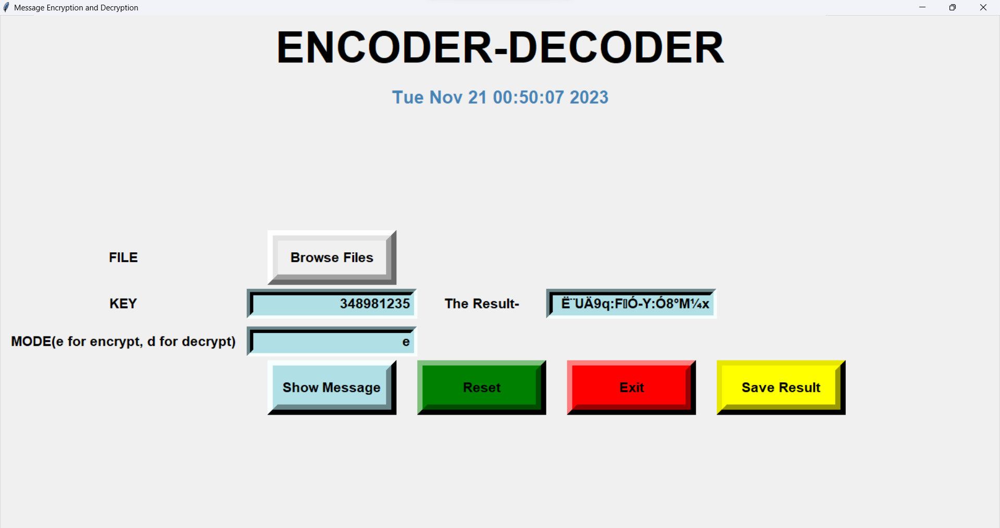 Message Encryption and Decryption
ENCODER-DECODER
Tue Nov 21 00:50:07 2023
FILE
Browse Files
KEY
348981235
The Result-
Ë¨UÄ9q:F▯Ó-Y:Ó8°M¼x
MODE(e for encrypt, d for decrypt)
e
Show Message
Reset
Exit
Save Result